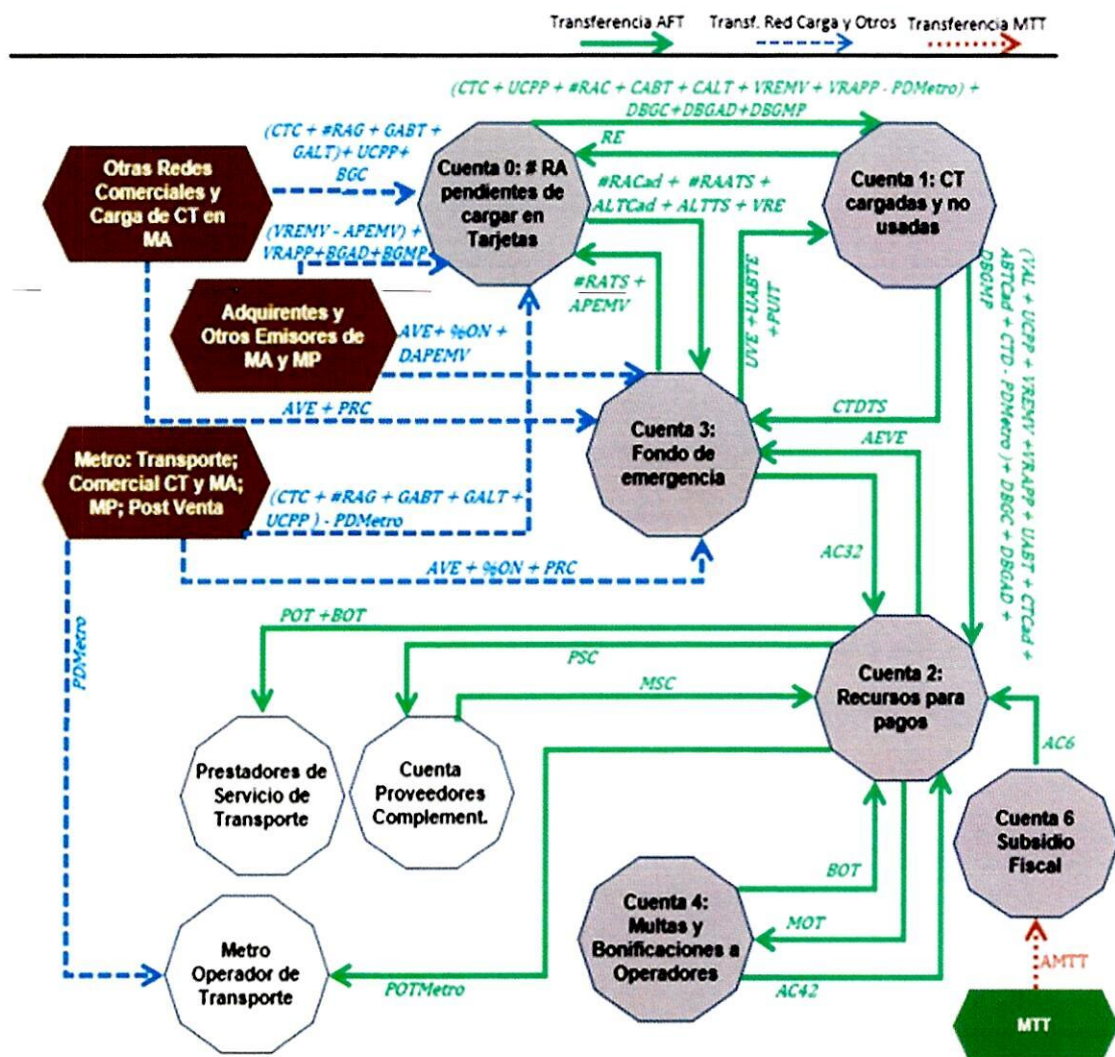 Transferencia AFT
Transf. Red Carga y Otros
Transferencia MTT
(CTC + UCPP + #RAC + CABT + CALT + VREMV + VRAPP - PDMetro) +
DBGC+DBGAD+DBGMP
(CTC + #RAG + GABT +
GALT)+ UCPP+
BGC
RE
Otras Redes
Comerciales y
Carga de CT en
MA
Cuenta 0: # RA
pendientes de
cargar en
Tarjetas
#RACad + #RAATS +
ALTCad + ALTTS + VRE
Cuenta 1: CT
cargadas y no
usadas
(VREMV - APEMV) +
VRAPP+BGAD+BGMP
#RATS +
APEMV
UVE +UABTE
+PUIT
(VAL + UCPP + VREMV +VRAPP + UABT + CTCad +
ABTCad + CTD - PDMetro ) + DBGC + DBGAD +
DBGMP
Adquirentes y
Otros Emisores de
MA y MP
AVE+ %ON +
DAPEMV
AVE + PRC
CTDTS
AEVE
Cuenta 3:
Fondo de
emergencia
Metro: Transporte;
Comercial CT y MA;
MP; Post Venta
(CTC + #RAG + GABT + GALT +
UCPP ) - PDMetro
AVE + %ON + PRC
AC32
PDMetro
POT +BOT
PSC
MSC
Cuenta 2:
Recursos para
pagos
AC6
Prestadores de
Servicio de
Transporte
Cuenta
Proveedores
Complement.
Cuenta 6
Subsidio
Fiscal
BOT
Cuenta 4:
Multas y
Bonificaciones a
Operadores
MOT
AC42
Metro
Operador de
Transporte
POTMetro
AMTT
MTT